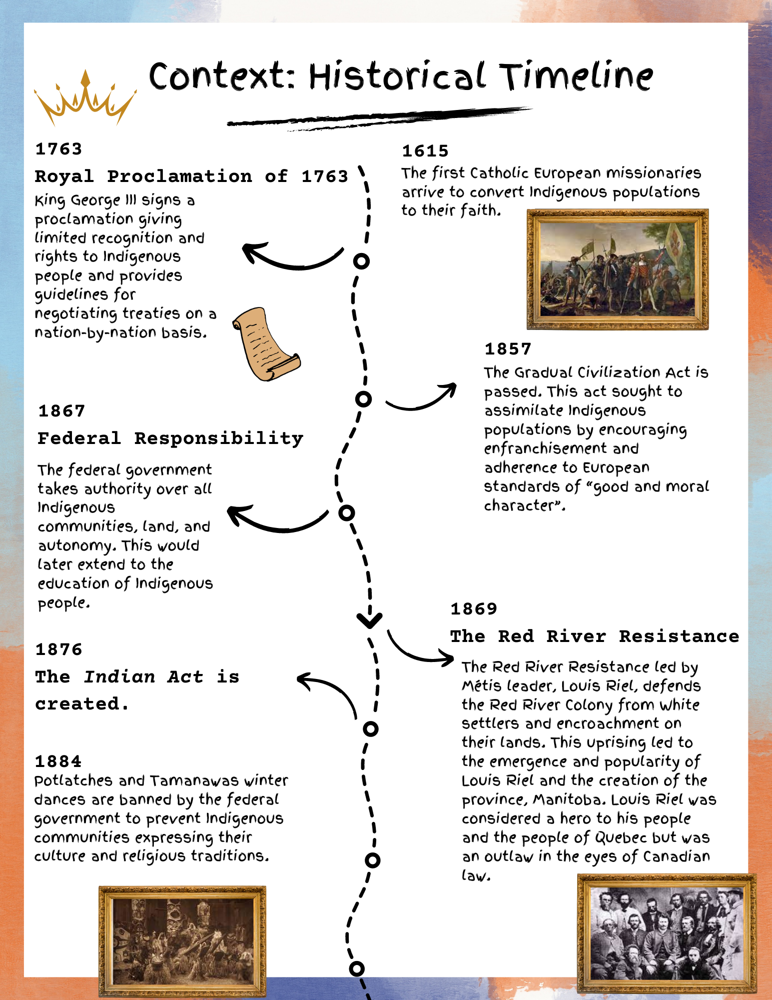 Context: Historical Timeline
1763
Royal Proclamation of 1763
King George III signs a
proclamation giving
limited recognition and
rights to Indigenous
people and provides
guidelines for
negotiating treaties on a
nation-by-nation basis.
1615
The first Catholic European missionaries
arrive to convert Indigenous populations
to their faith.
1857
The Gradual Civilization Act is
passed. This act sought to
assimilate Indigenous
populations by encouraging
enfranchisement and
adherence to European
standards of “good and moral
character”.
1867
Federal Responsibility
The federal government
takes authority over all
Indigenous
communities, land, and
autonomy. This would
later extend to the
education of Indigenous
people.
1869
The Red River Resistance
The Red River Resistance led by
Métis leader, Louis Riel, defends
the Red River Colony from White
settlers and encroachment on
their lands. This uprising led to
the emergence and popularity of
Louis Riel and the creation of the
province, Manitoba. Louis Riel was
considered a hero to his people
and the people of Quebec but was
an outlaw in the eyes of Canadian
law.
1876
The Indian Act is
created.
1884
Potlatches and Tamanawas winter
dances are banned by the federal
government to prevent Indigenous
communities expressing their
culture and religious traditions.